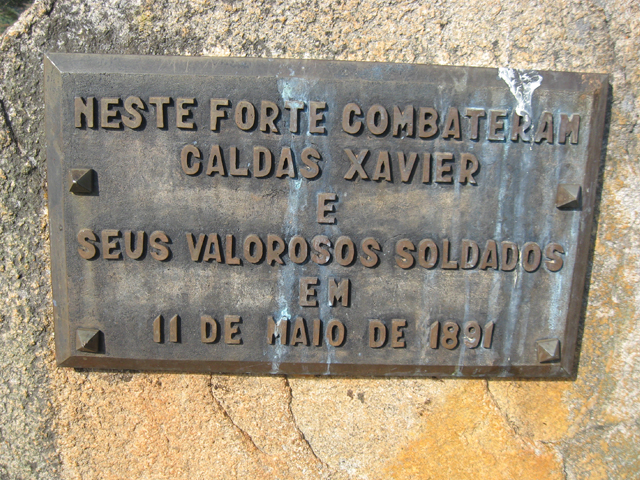 NESTE FORTE COMBATERAM
CALDAS XAVIER
E
SEUS VALOROSOS SOLDADOS
EM
11 DE MAIO DE 1891